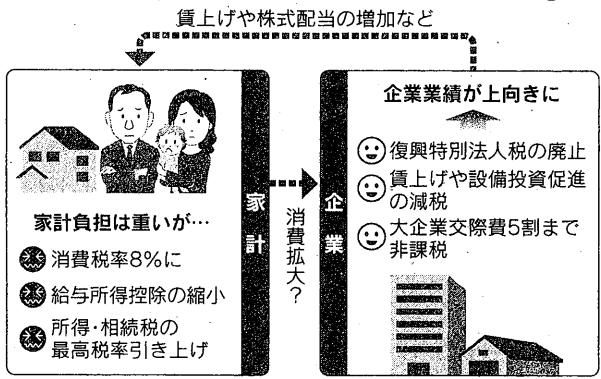 賃上げや株式配当の増加など
家計負担は重いが…
消費税率8%に
給与所得控除の縮小
所得・相続税の
最高税率引き上げ
家計
消費拡大?
企業
企業業績が上向きに
復興特別法人税の廃止
賃上げや設備投資促進
の減税
大企業交際費5割まで
非課税